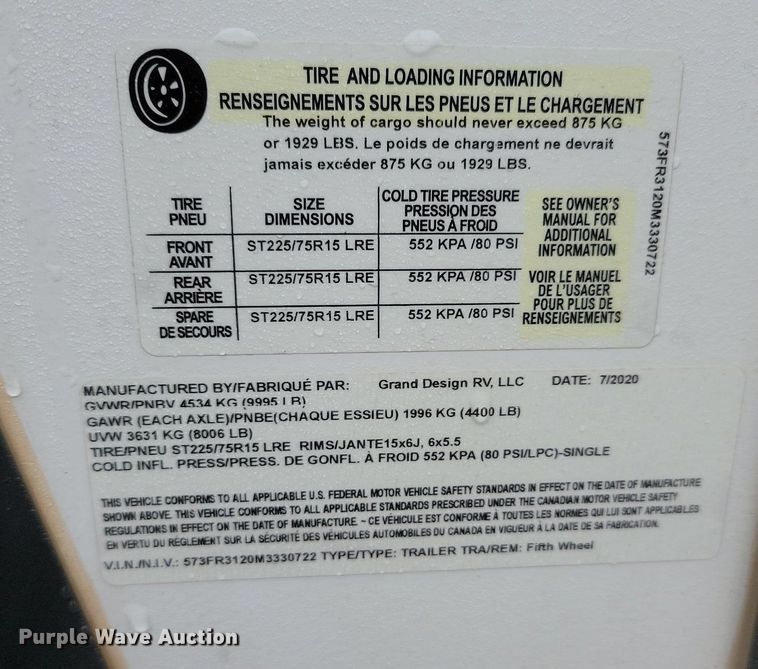 TIRE AND LOADING INFORMATION
RENSEIGNEMENTS SUR LES PNEUS ET LE CHARGEMENT
The weight of cargo should never exceed 875 KG
or 1929 LBS. Le poids de chargement ne devrait
jamais excéder 875 KG ou 1929 LBS.
TIRE
PNEU
SIZE
DIMENSIONS
COLD TIRE PRESSURE
PRESSION DES
PNEUS À FROID
SEE OWNER'S
MANUAL FOR
ADDITIONAL
INFORMATION
VOIR LE MANUEL
DE L'USAGER
POUR PLUS DE
RENSEIGNEMENTS
FRONT
AVANT
ST225/75R15 LRE
552 KPA /80 PSI
REAR
ARRIÈRE
ST225/75R15 LRE
552 KPA /80 PSI
SPARE
DE SECOURS
ST225/75R15 LRE
552 KPA /80 PSI
573FR3120M3330722
MANUFACTURED BY/FABRIQUÉ PAR: Grand Design RV, LLC DATE: 7/2020
GVWR/PNBV 4534 KG (9995 LB)
GAWR (EACH AXLE)/PNBE(CHAQUE ESSIEU) 1996 KG (4400 LB)
UVW 3631 KG (8006 LB)
TIRE/PNEU ST225/75R15 LRE RIMS/JANTE15x6J, 6x5.5
COLD INFL. PRESS/PRESS. DE GONFL. À FROID 552 KPA (80 PSI/LPC)-SINGLE
THIS VEHICLE CONFORMS TO ALL APPLICABLE U.S. FEDERAL MOTOR VEHICLE SAFETY STANDARDS IN EFFECT ON THE DATE OF MANUFACTURE
SHOWN ABOVE. THIS VEHICLE CONFORMS TO ALL APPLICABLE STANDARDS PRESCRIBED UNDER THE CANADIAN MOTOR VEHICLE SAFETY
REGULATIONS IN EFFECT ON THE DATE OF MANUFACTURE. ~ CE VÉHICULE EST CONFORME À TOUTES LES NORMES QUI LUI SONT APPLICABLES
EN VERTU DU RÈGLEMENT SUR LA SÉCURITÉ DES VÉHICULES AUTOMOBILES DU CANADA EN VIGUEUR À LA DATE DE SA FABRICATION.
V.I.N./N.I.V.: 573FR3120M3330722 TYPE/TYPE: TRAILER TRA/REM: Fifth Wheel
Purple Wave Auction